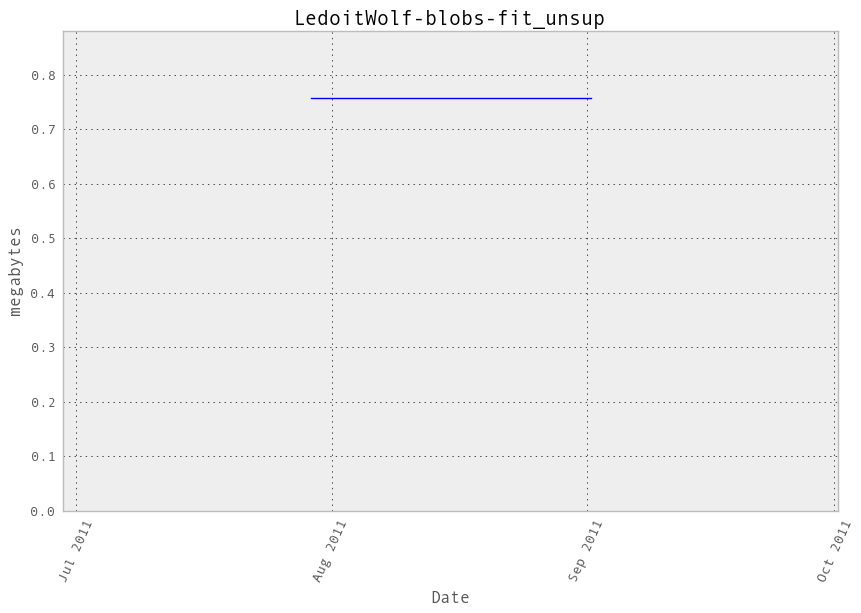 LedoitWolf-blobs-fit_unsup
0.8
0.7
0.6
0.5
0.4
0.3
0.2
0.1
0.0
megabytes
Jul 2011
Aug 2011
Sep 2011
Oct 2011
Date